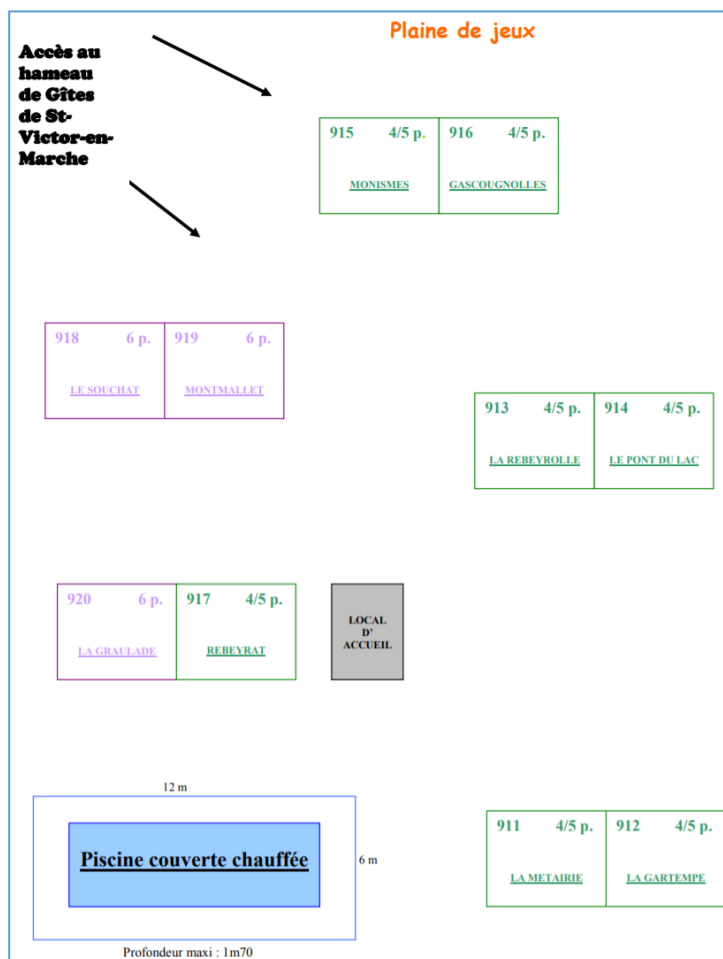 Plaine de jeux
Accès au
hameau
de Gîtes
de St-
Victor-en-
Marche
915 4/5 p. 916 4/5 p.
MONISMES GASCOUGNOLLES
918 6 p. 919 6 p.
LE SOUCHAT MONTMALLET
913 4/5 p. 914 4/5 p.
LA REBEYROLLE LE PONT DU LAC
920 6 p. 917 4/5 p.
LA GRAULADE REBEYRAT
LOCAL
D'
ACCUEIL
12 m
Piscine couverte chauffée
6 m
Profondeur maxi : 1m70
911 4/5 p. 912 4/5 p.
LA METAIRIE LA GARTEMPE